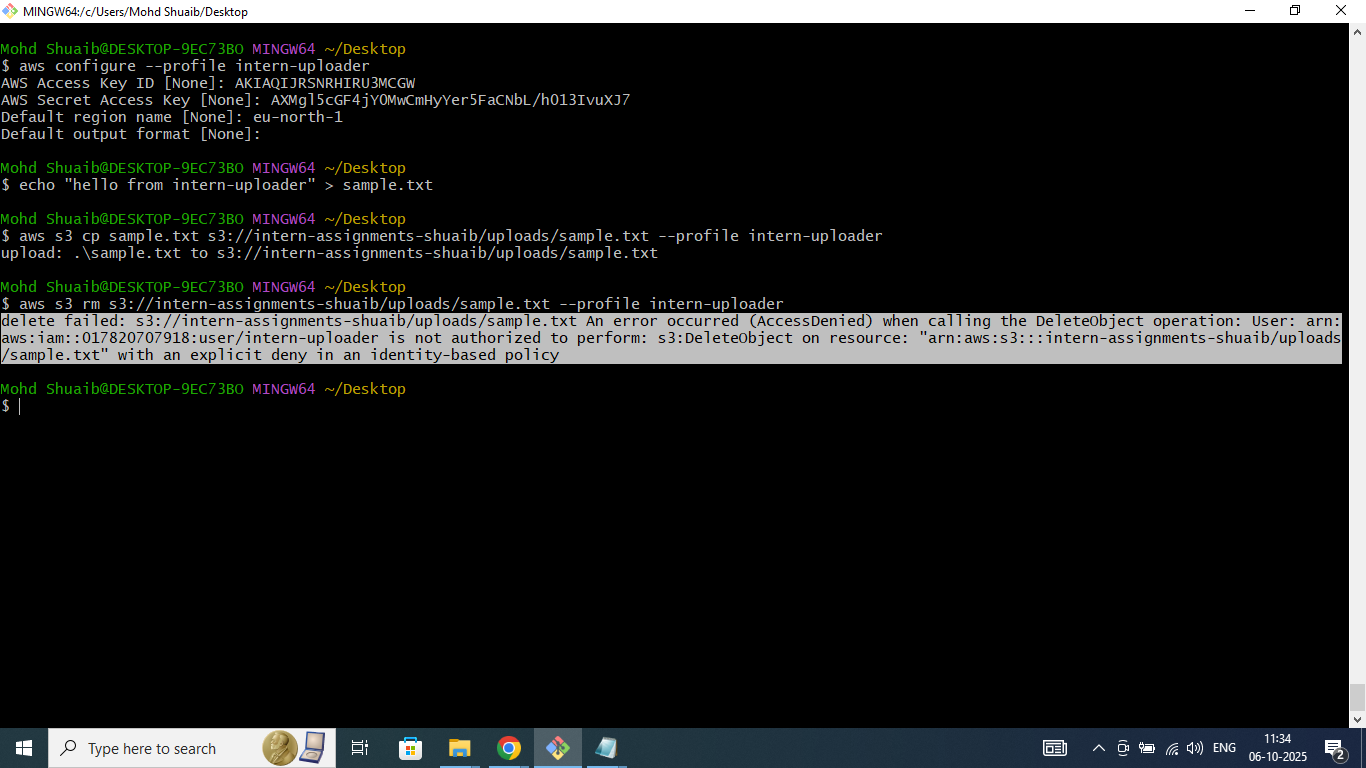 MINGW64:/c/Users/Mohd Shuaib/Desktop
Mohd Shuaib@DESKTOP-9EC73BO MINGW64 ~/Desktop
$ aws configure --profile intern-uploader
AWS Access Key ID [None]: AKIAQIJRSNRHIRU3MCGW
AWS Secret Access Key [None]: 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
Default region name [None]: eu-north-1
Default output format [None]:
Mohd Shuaib@DESKTOP-9EC73BO MINGW64 ~/Desktop
$ echo "hello from intern-uploader" > sample.txt
Mohd Shuaib@DESKTOP-9EC73BO MINGW64 ~/Desktop
$ aws s3 cp sample.txt s3://intern-assignments-shuaib/uploads/sample.txt --profile intern-uploader
upload: .\sample.txt to s3://intern-assignments-shuaib/uploads/sample.txt
Mohd Shuaib@DESKTOP-9EC73BO MINGW64 ~/Desktop
$ aws s3 rm s3://intern-assignments-shuaib/uploads/sample.txt --profile intern-uploader
delete failed: s3://intern-assignments-shuaib/uploads/sample.txt An error occurred (AccessDenied) when calling the DeleteObject operation: User: arn:
aws:iam::017820707918:user/intern-uploader is not authorized to perform: s3:DeleteObject on resource: "arn:aws:s3:::intern-assignments-shuaib/uploads
/sample.txt" with an explicit deny in an identity-based policy
Mohd Shuaib@DESKTOP-9EC73BO MINGW64 ~/Desktop
$
Type here to search
ENG
11:34
06-10-2025
2